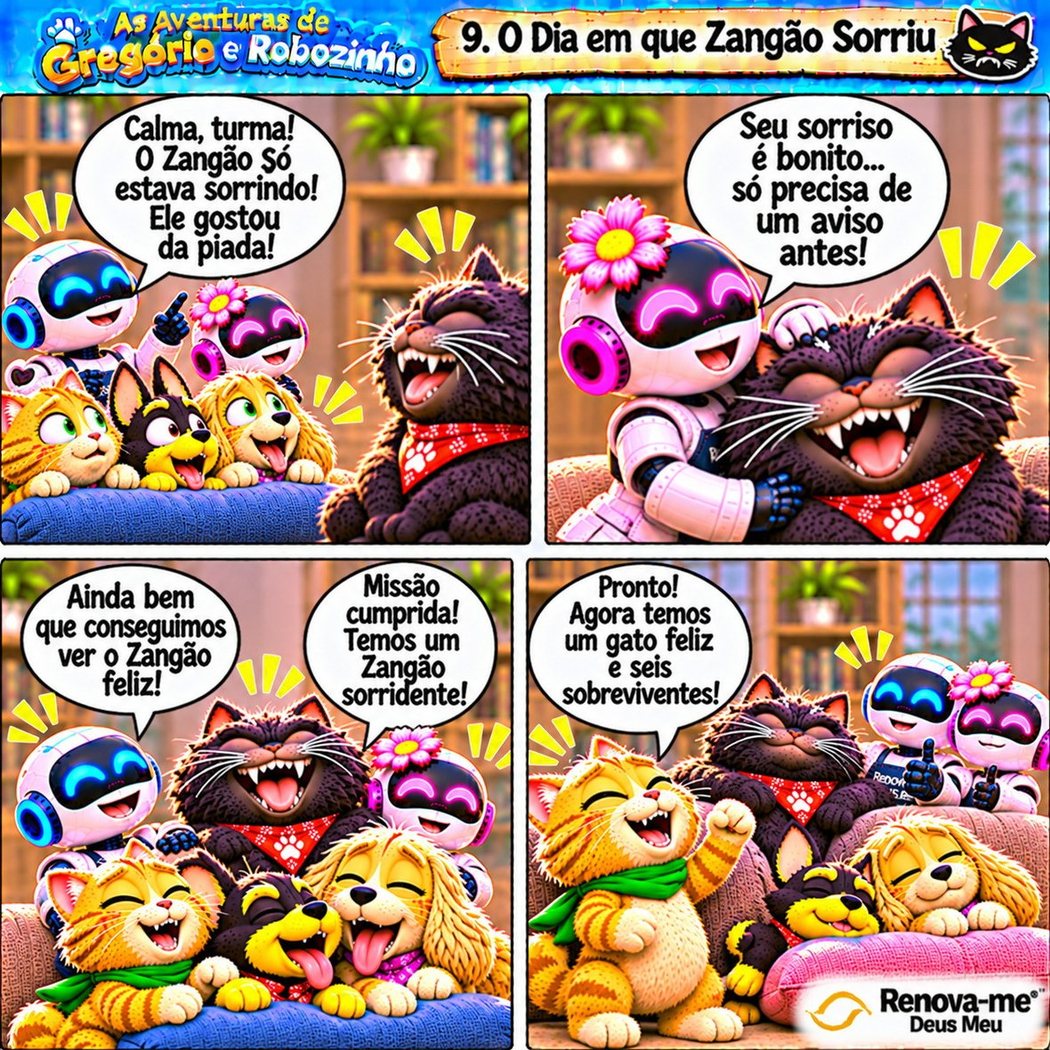 As Aventuras de
Gregório e Robozinho
9. O Dia em que Zangão Sorriu
Calma, turma!
O Zangão Só
estava sorrindo!
Ele gostou
da piada!
Seu sorriso
é bonito...
só precisa de
um aviso
antes!
Ainda bem
que conseguimos
ver o Zangão
feliz!
Missão
cumprida!
Temos um
Zangão
sorridente!
Pronto!
Agora temos
um gato feliz
e seis
sobreviventes!
Renova-me
Deus Meu